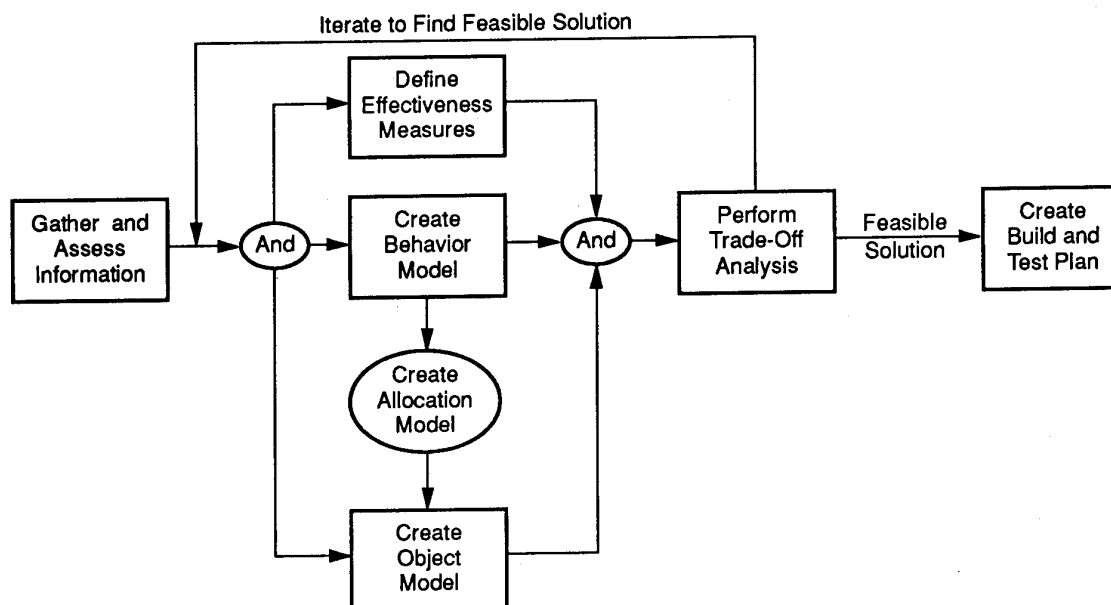 Iterate to Find Feasible Solution
Define
Effectiveness
Measures
Gather and
Assess
Information
And
Create
Behavior
Model
And
Perform
Trade-Off
Analysis
Feasible
Solution
Create
Build and
Test Plan
Create
Allocation
Model
Create
Object
Model